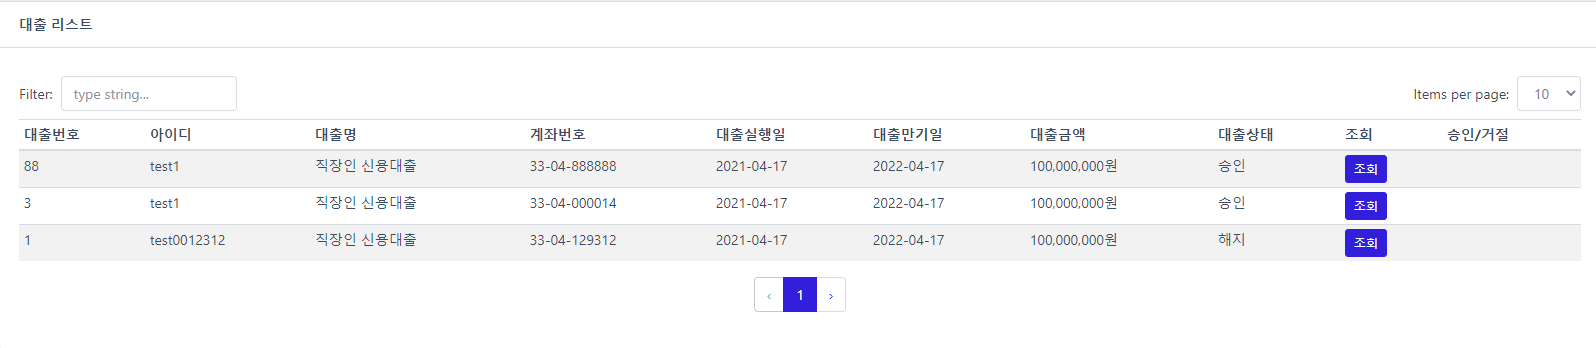 대출 리스트
Filter: type string... Items per page: 10
대출번호 아이디 대출명 계좌번호 대출실행일 대출만기일 대출금액 대출상태 조회 승인/거절
88 test1 직장인 신용대출 33-04-888888 2021-04-17 2022-04-17 100,000,000원 승인 조회
3 test1 직장인 신용대출 33-04-000014 2021-04-17 2022-04-17 100,000,000원 승인 조회
1 test0012312 직장인 신용대출 33-04-129312 2021-04-17 2022-04-17 100,000,000원 해지 조회
‹ 1 ›